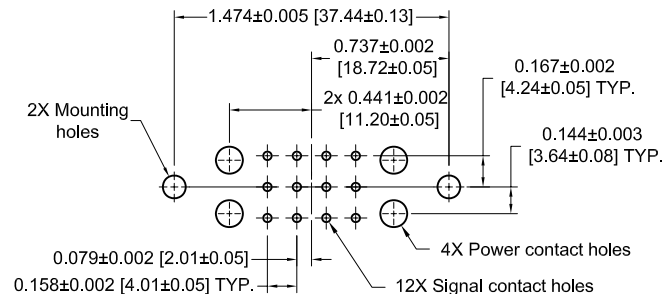 1.474±0.005 [37.44±0.13]
0.737±0.002
[18.72±0.05]
0.167±0.002
[4.24±0.05] TYP.
2x 0.441±0.002
[11.20±0.05]
2X Mounting
holes
0.144±0.003
[3.64±0.08] TYP.
0.079±0.002 [2.01±0.05]
4X Power contact holes
0.158±0.002 [4.01±0.05] TYP.
12X Signal contact holes